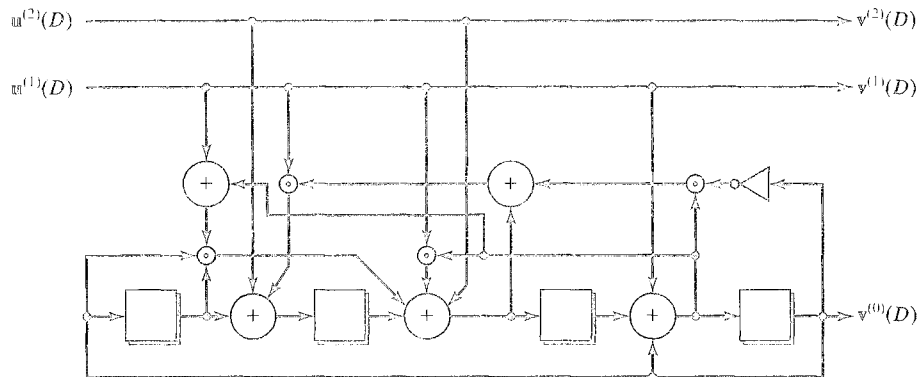 𝕦^(2)(D) 𝕧^(2)(D)
𝕦^(1)(D) 𝕧^(1)(D)
+ +
+ + + 𝕧^(0)(D)